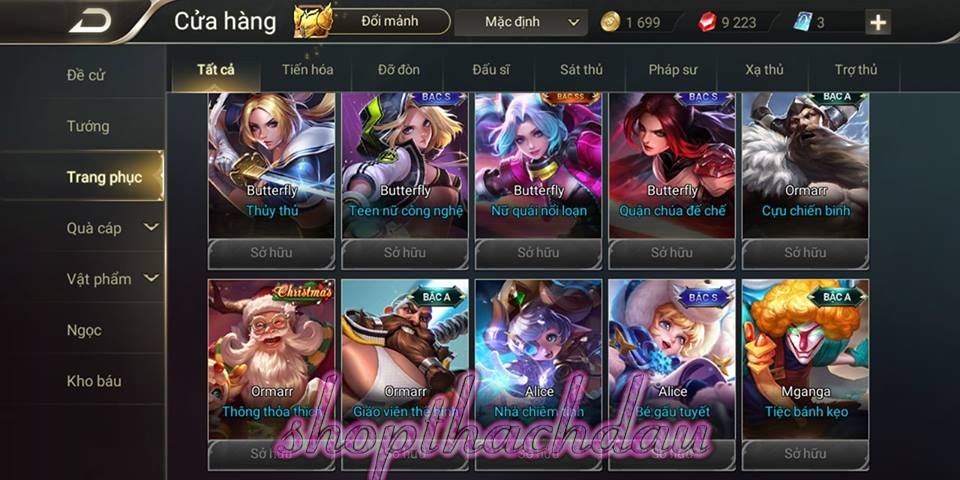 Cửa hàng
Đổi mảnh
Mặc định
1 699
9 223
3
Đề cử
Tướng
Trang phục
Quà cáp
Vật phẩm
Ngọc
Kho báu
Tất cả
Tiến hóa
Đỡ đòn
Đấu sĩ
Sát thủ
Pháp sư
Xạ thủ
Trợ thủ
Butterfly
Thủy thủ
Sở hữu
BẬC S
Butterfly
Teen nữ công nghệ
Sở hữu
BẬC SS
Butterfly
Nữ quái nổi loạn
Sở hữu
BẬC S
Butterfly
Quận chúa đế chế
Sở hữu
BẬC A
Ormarr
Cựu chiến binh
Sở hữu
Christmas
Ormarr
Thông thỏa thích
Sở hữu
BẬC A
Ormarr
Giáo viên thể hình
Sở hữu
Alice
Nhà chiêm tinh
Sở hữu
BẬC S
Alice
Bé gấu tuyết
Sở hữu
BẬC A
Mganga
Tiệc bánh kẹo
Sở hữu
shopthachdau